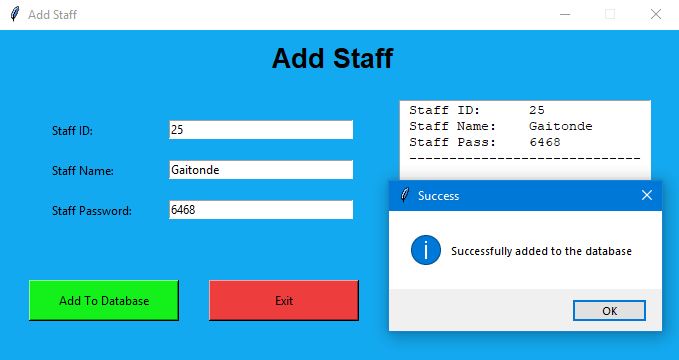 Add Staff
Add Staff
Staff ID: 25
Staff Name: Gaitonde
Staff Password: 6468
Add To Database
Exit
Staff ID: 25
Staff Name: Gaitonde
Staff Pass: 6468
-----------------------------
Success
Successfully added to the database
OK